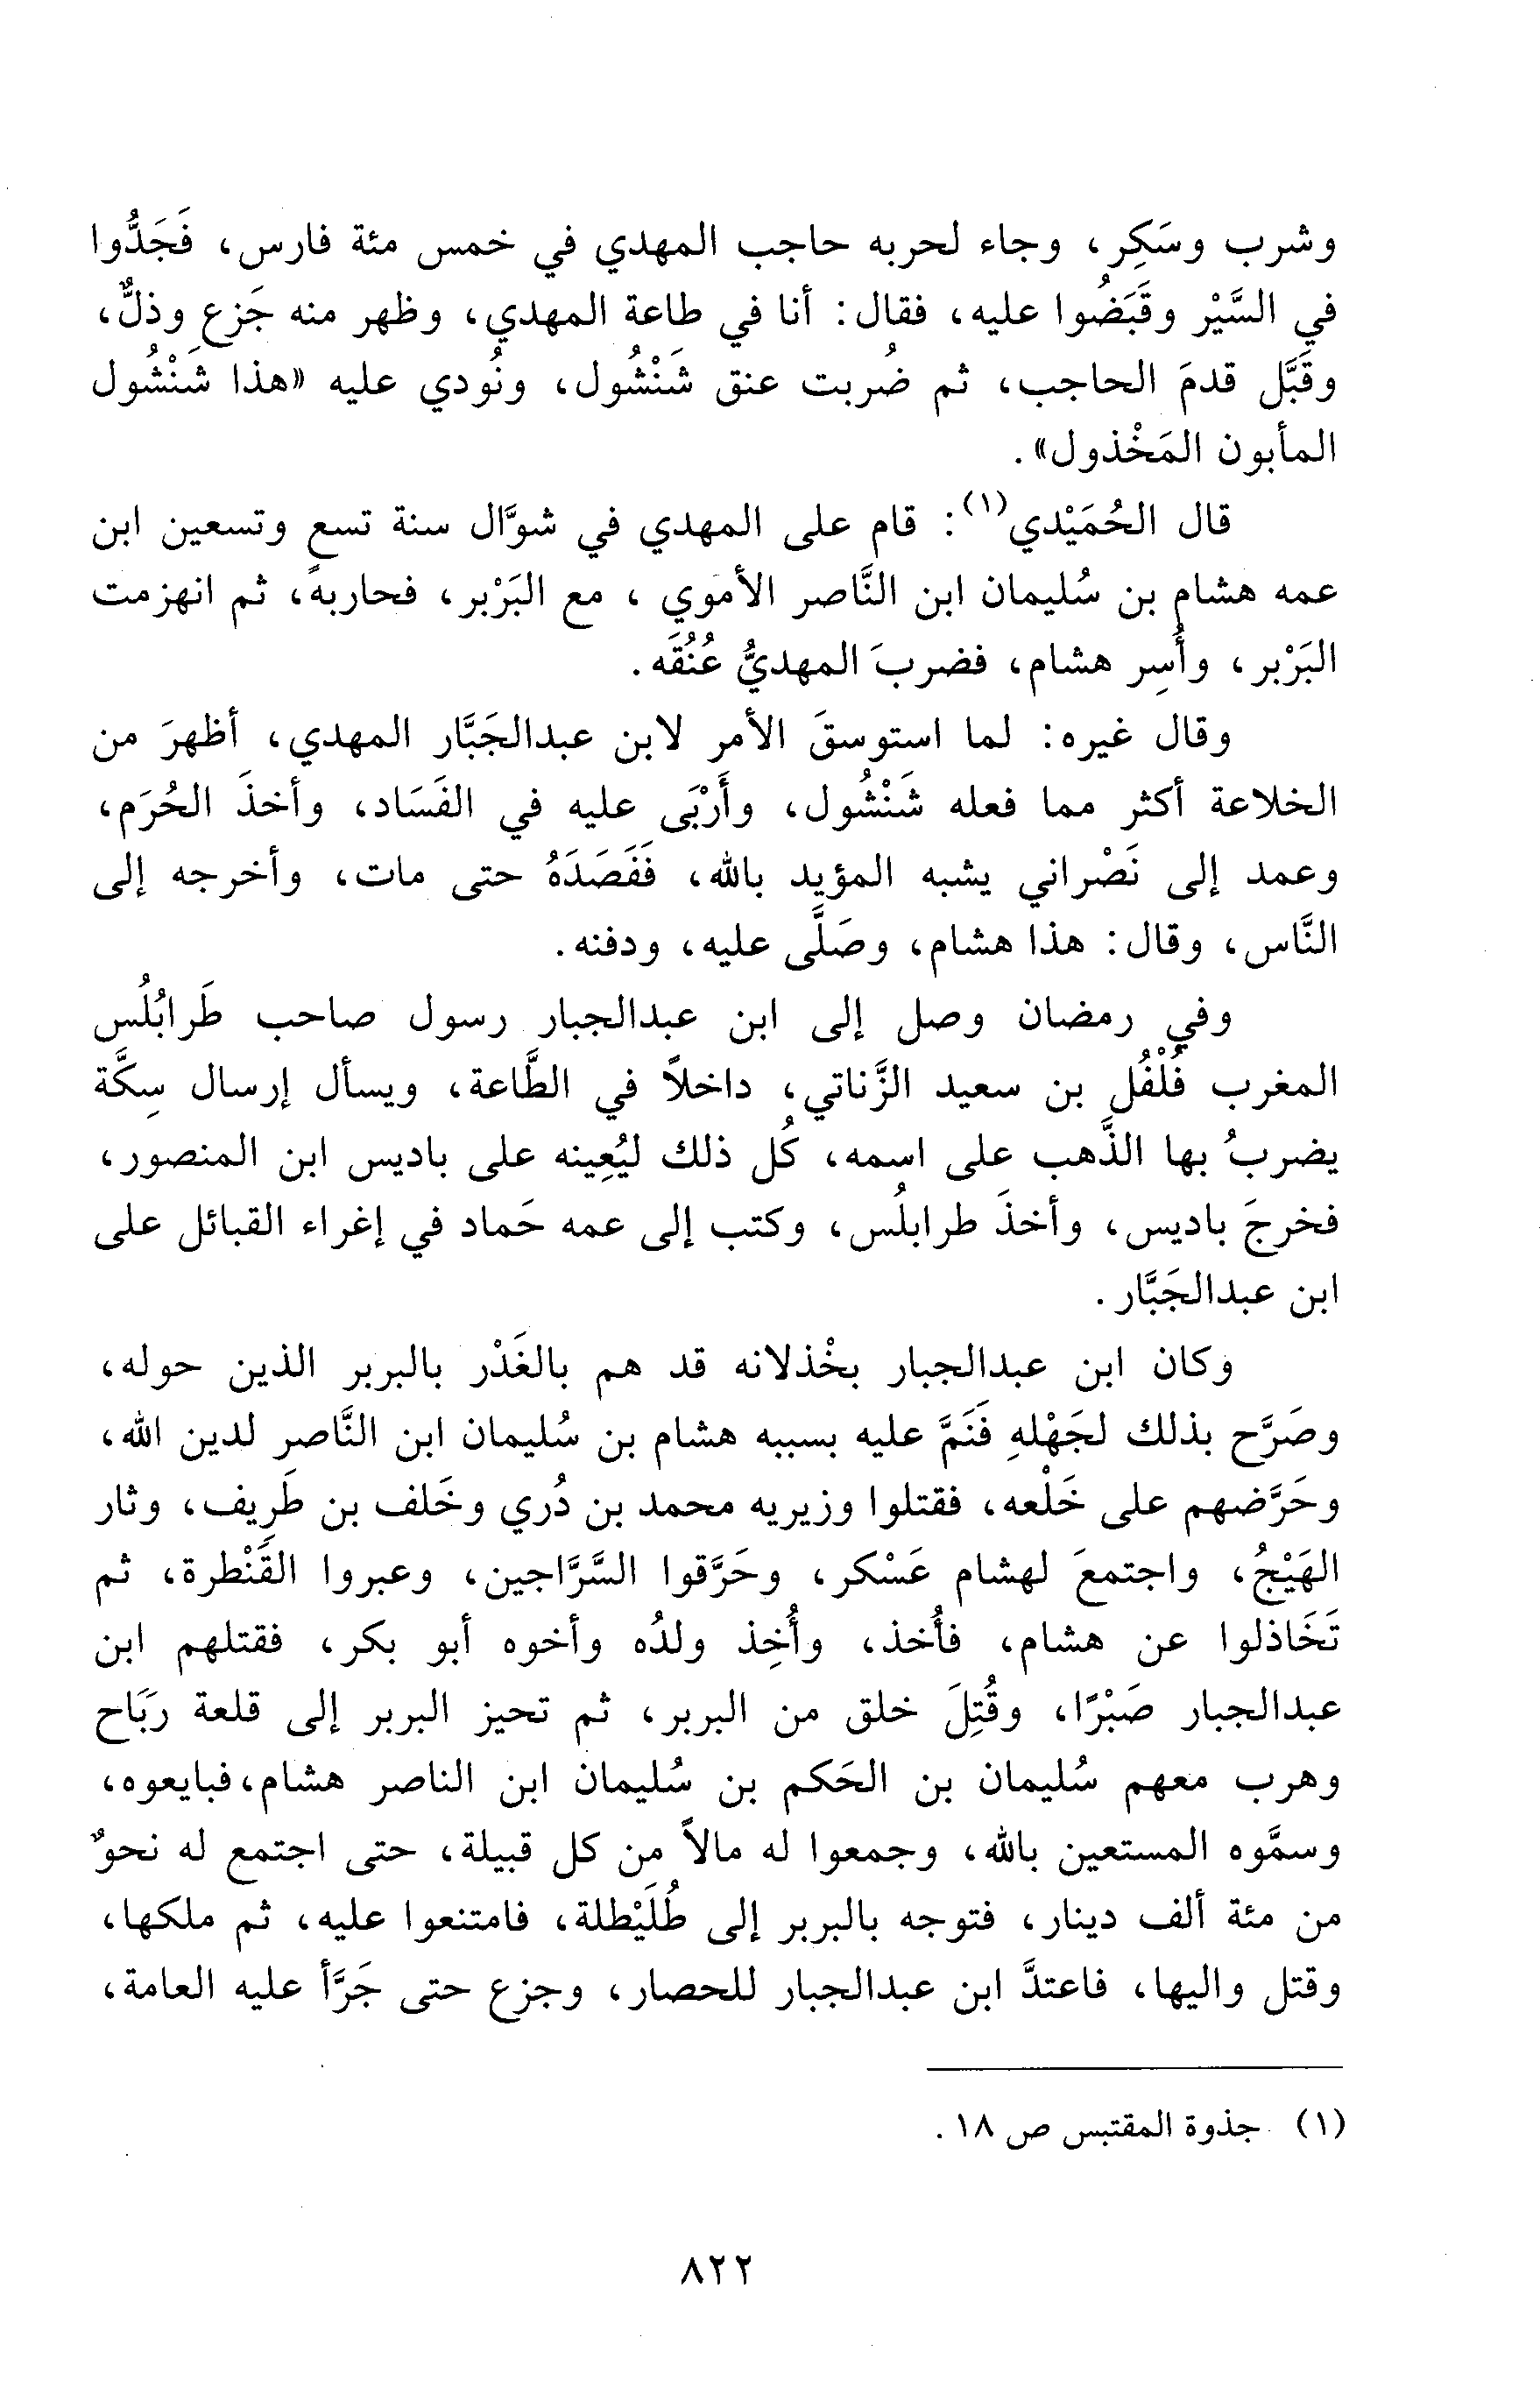 وشرب وسَكِر، وجاء لحربه حاجب المهدي في خمس مئة فارس، فَجَدُّوا
في السَّيْر وقَبَضُوا عليه، فقال: أنا في طاعة المهدي، وظهر منه جَزعٍ وذلٌّ،
وقَبَّل قدمَ الحاجب، ثم ضُربت عنق شَنْشُول، ونُودي عليه «هذا شَنْشُول
المأبون المَخْذول».
قال الحُمَيْدي(١): قام على المهدي في شوَّال سنة تسعٍ وتسعين ابن
عمه هشام بن سُليمان ابن النَّاصر الأموي، مع البَرْبر، فحاربه، ثم انهزمت
البَرْبر، وأُسِر هشام، فضربَ المهديُّ عُنُقَه.
وقال غيره: لما استوسقَ الأمر لابن عبدالجَبَّار المهدي، أظهرَ من
الخلاعة أكثر مما فعله شَنْشُول، وأَرْبَى عليه في الفَسَاد، وأخذَ الحُرَم،
وعمد إلى نَصْراني يشبه المؤيد بالله، فَفَصَدَهُ حتى مات، وأخرجه إلى
النَّاس، وقال: هذا هشام، وصَلَّى عليه، ودفنه.
وفي رمضان وصل إلى ابن عبدالجبار رسول صاحب طَرابُلُس
المغرب فُلْفُل بن سعيد الزَّناتي، داخلاً في الطَّاعة، ويسأل إرسال سِكَّة
يضربُ بها الذَّهب على اسمه، كُل ذلك ليُعِينه على باديس ابن المنصور،
فخرجَ باديس، وأخذَ طرابلُس، وكتب إلى عمه حَماد في إغراء القبائل على
ابن عبدالجَبَّار.
وكان ابن عبدالجبار بخْذلانه قد هم بالغَدْر بالبربر الذين حوله،
وصَرَّح بذلك لجَهْلهِ فَنَمَّ عليه بسببه هشام بن سُليمان ابن النَّاصر لدين الله،
وحَرَّضهم على خَلْعه، فقتلوا وزيريه محمد بن دُري وخَلف بن طَرِيف، وثار
الهَيْجُ، واجتمعَ لهشام عَسْكر، وحَرَّقوا السَّرَّاجين، وعبروا القَنْطرة، ثم
تَخَاذلوا عن هشام، فأُخذ، وأُخِذ ولدُه وأخوه أبو بكر، فقتلهم ابن
عبدالجبار صَبْرًا، وقُتِلَ خلق من البربر، ثم تحيز البربر إلى قلعة رَبَاح
وهرب معهم سُليمان بن الحَكم بن سُليمان ابن الناصر هشام،فبايعوه،
وسمَّوه المستعين بالله، وجمعوا له مالاً من كل قبيلة، حتى اجتمع له نحوٌ
من مئة ألف دينار، فتوجه بالبربر إلى طُلَيْطلة، فامتنعوا عليه، ثم ملكها،
وقتل واليها، فاعتدَّ ابن عبدالجبار للحصار، وجزع حتى جَرَّأ عليه العامة،
(١) جذوة المقتبس ص ١٨.
٨٢٢